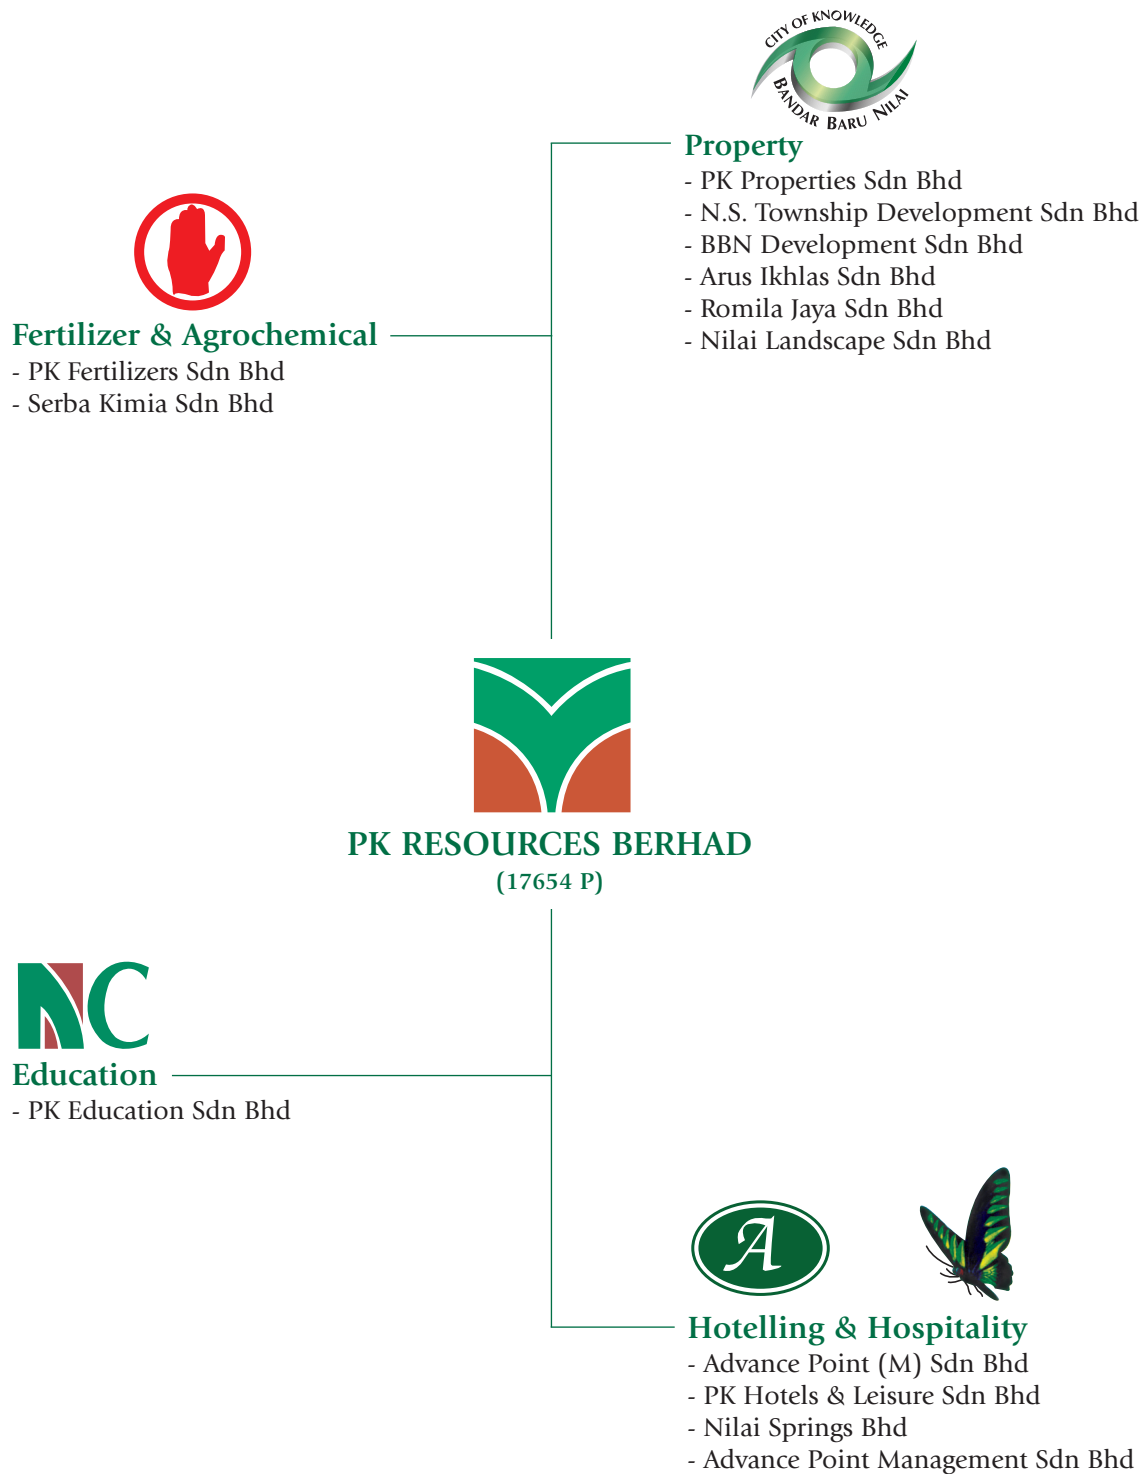 CITY OF KNOWLEDGE
BANDAR BARU NILAI
Property
- PK Properties Sdn Bhd
- N.S. Township Development Sdn Bhd
- BBN Development Sdn Bhd
- Arus Ikhlas Sdn Bhd
- Romila Jaya Sdn Bhd
- Nilai Landscape Sdn Bhd
Fertilizer & Agrochemical
- PK Fertilizers Sdn Bhd
- Serba Kimia Sdn Bhd
PK RESOURCES BERHAD
(17654 P)
NC
Education
- PK Education Sdn Bhd
A
Hotelling & Hospitality
- Advance Point (M) Sdn Bhd
- PK Hotels & Leisure Sdn Bhd
- Nilai Springs Bhd
- Advance Point Management Sdn Bhd